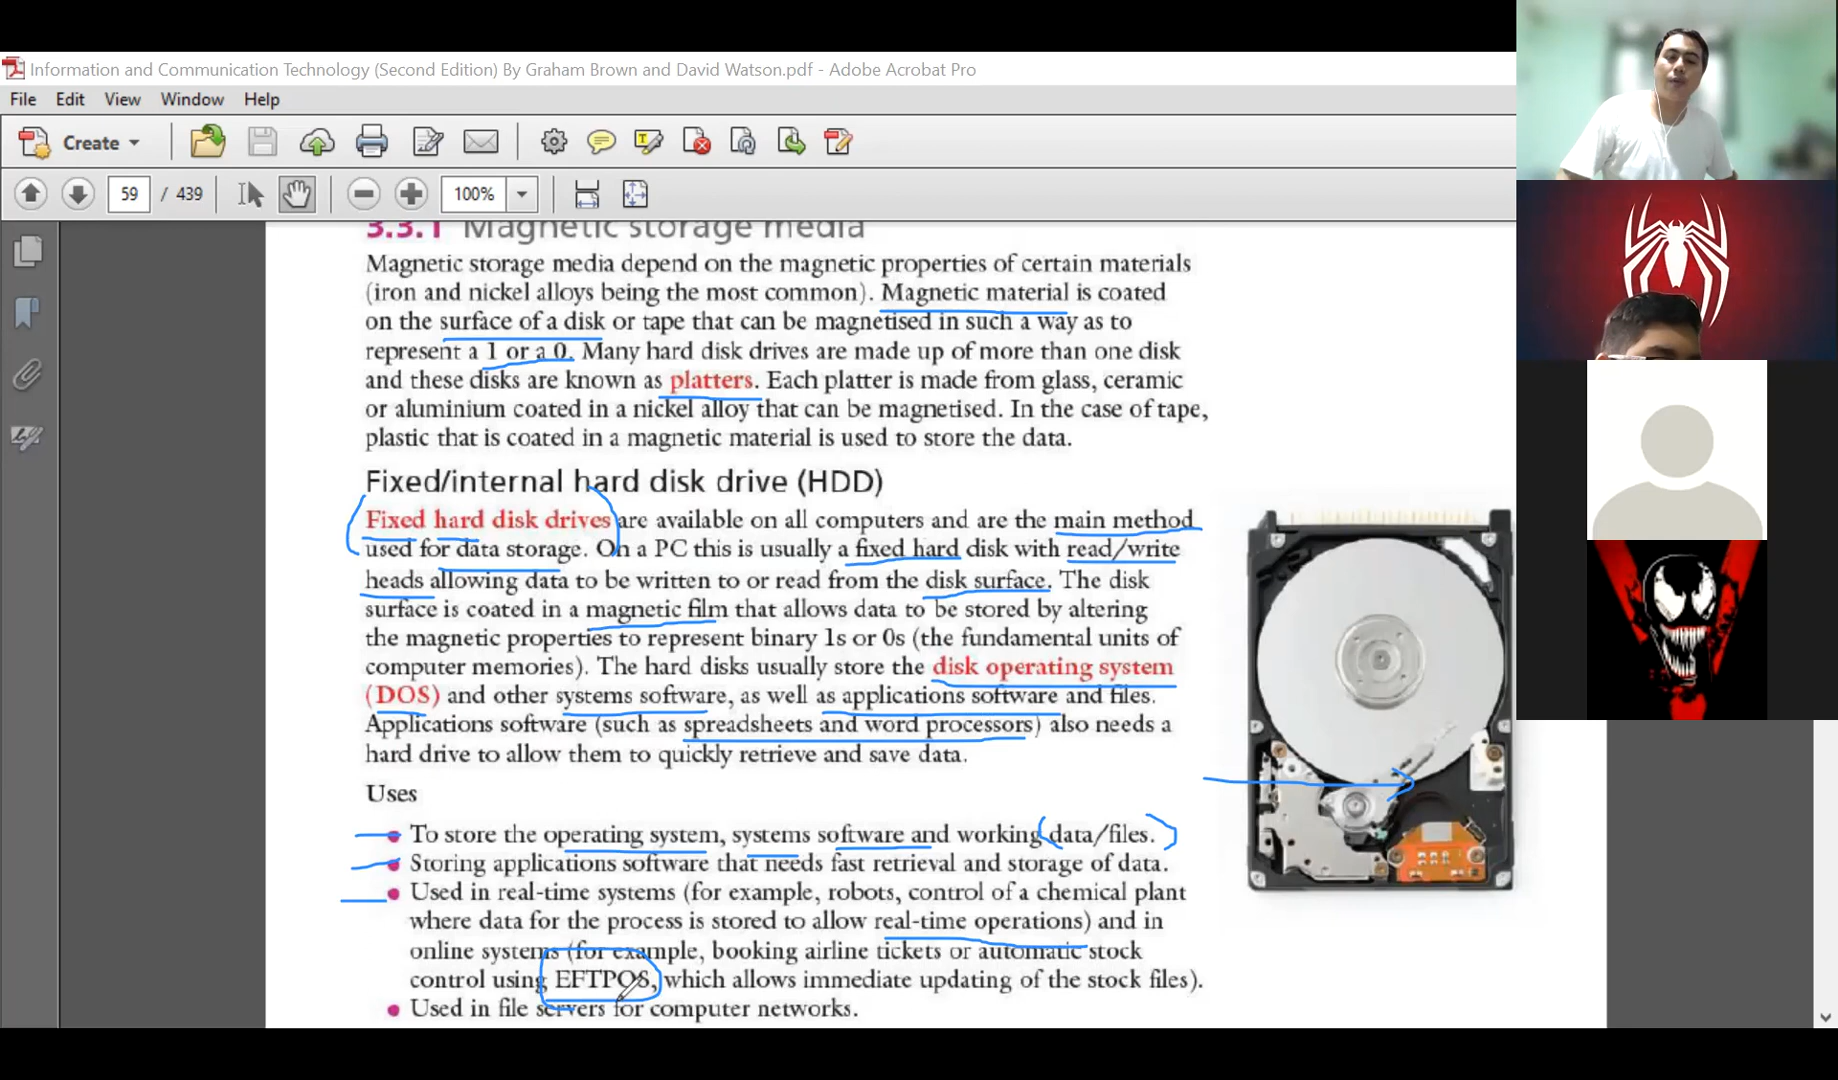 Information and Communication Technology (Second Edition) By Graham Brown and David Watson.pdf - Adobe Acrobat Pro
File Edit View Window Help
Create
59 / 439 100%
3.3.1 Magnetic storage media
Magnetic storage media depend on the magnetic properties of certain materials
(iron and nickel alloys being the most common). Magnetic material is coated
on the surface of a disk or tape that can be magnetised in such a way as to
represent a 1 or a 0. Many hard disk drives are made up of more than one disk
and these disks are known as platters. Each platter is made from glass, ceramic
or aluminium coated in a nickel alloy that can be magnetised. In the case of tape,
plastic that is coated in a magnetic material is used to store the data.
Fixed/internal hard disk drive (HDD)
Fixed hard disk drives are available on all computers and are the main method
used for data storage. On a PC this is usually a fixed hard disk with read/write
heads allowing data to be written to or read from the disk surface. The disk
surface is coated in a magnetic film that allows data to be stored by altering
the magnetic properties to represent binary 1s or 0s (the fundamental units of
computer memories). The hard disks usually store the disk operating system
(DOS) and other systems software, as well as applications software and files.
Applications software (such as spreadsheets and word processors) also needs a
hard drive to allow them to quickly retrieve and save data.
Uses
• To store the operating system, systems software and working data/files.
• Storing applications software that needs fast retrieval and storage of data.
• Used in real-time systems (for example, robots, control of a chemical plant
where data for the process is stored to allow real-time operations) and in
online systems (for example, booking airline tickets or automatic stock
control using EFTPOS, which allows immediate updating of the stock files).
• Used in file servers for computer networks.